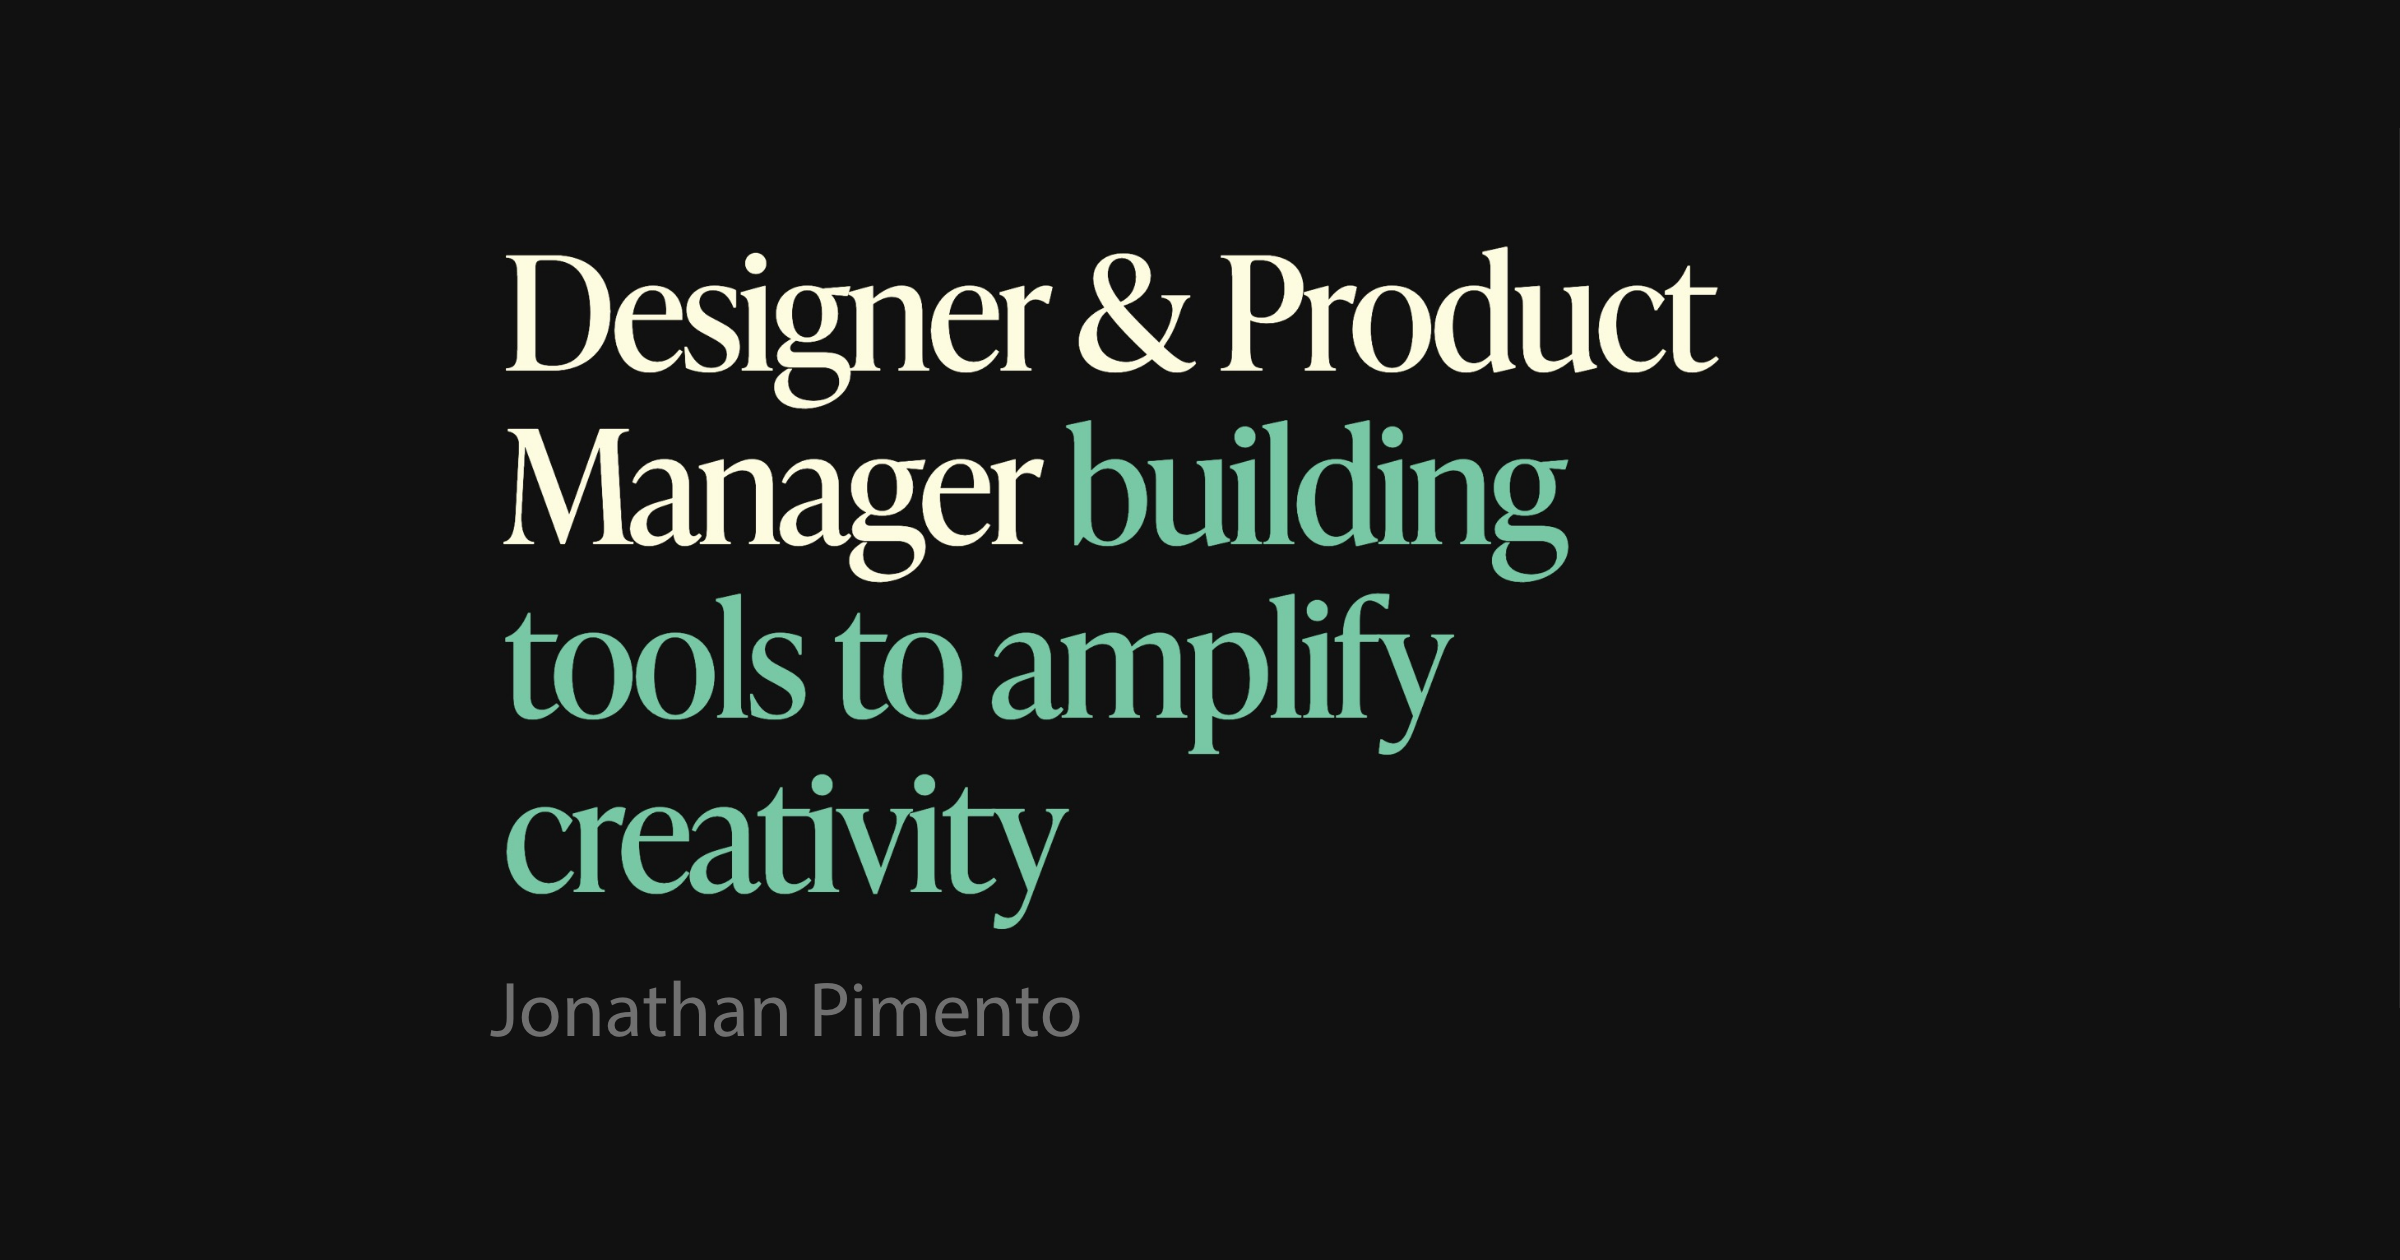 Designer & Product
Manager building
tools to amplify
creativity
Jonathan Pimento